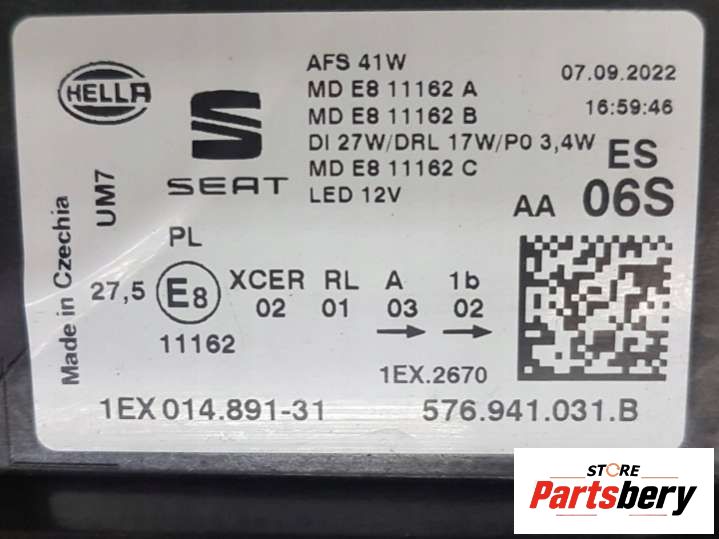 HELLA
SEAT
AFS 41W
MD E8 11162 A
MD E8 11162 B
DI 27W/DRL 17W/P0 3,4W
MD E8 11162 C
LED 12V
07.09.2022
16:59:46
ES
AA 06S
Made in Czechia
UM7
PL
27,5 E8 XCER RL A 1b
02 01 03 02
11162
1EX.2670
1EX 014.891-31 576.941.031.B
STORE
Partsbery